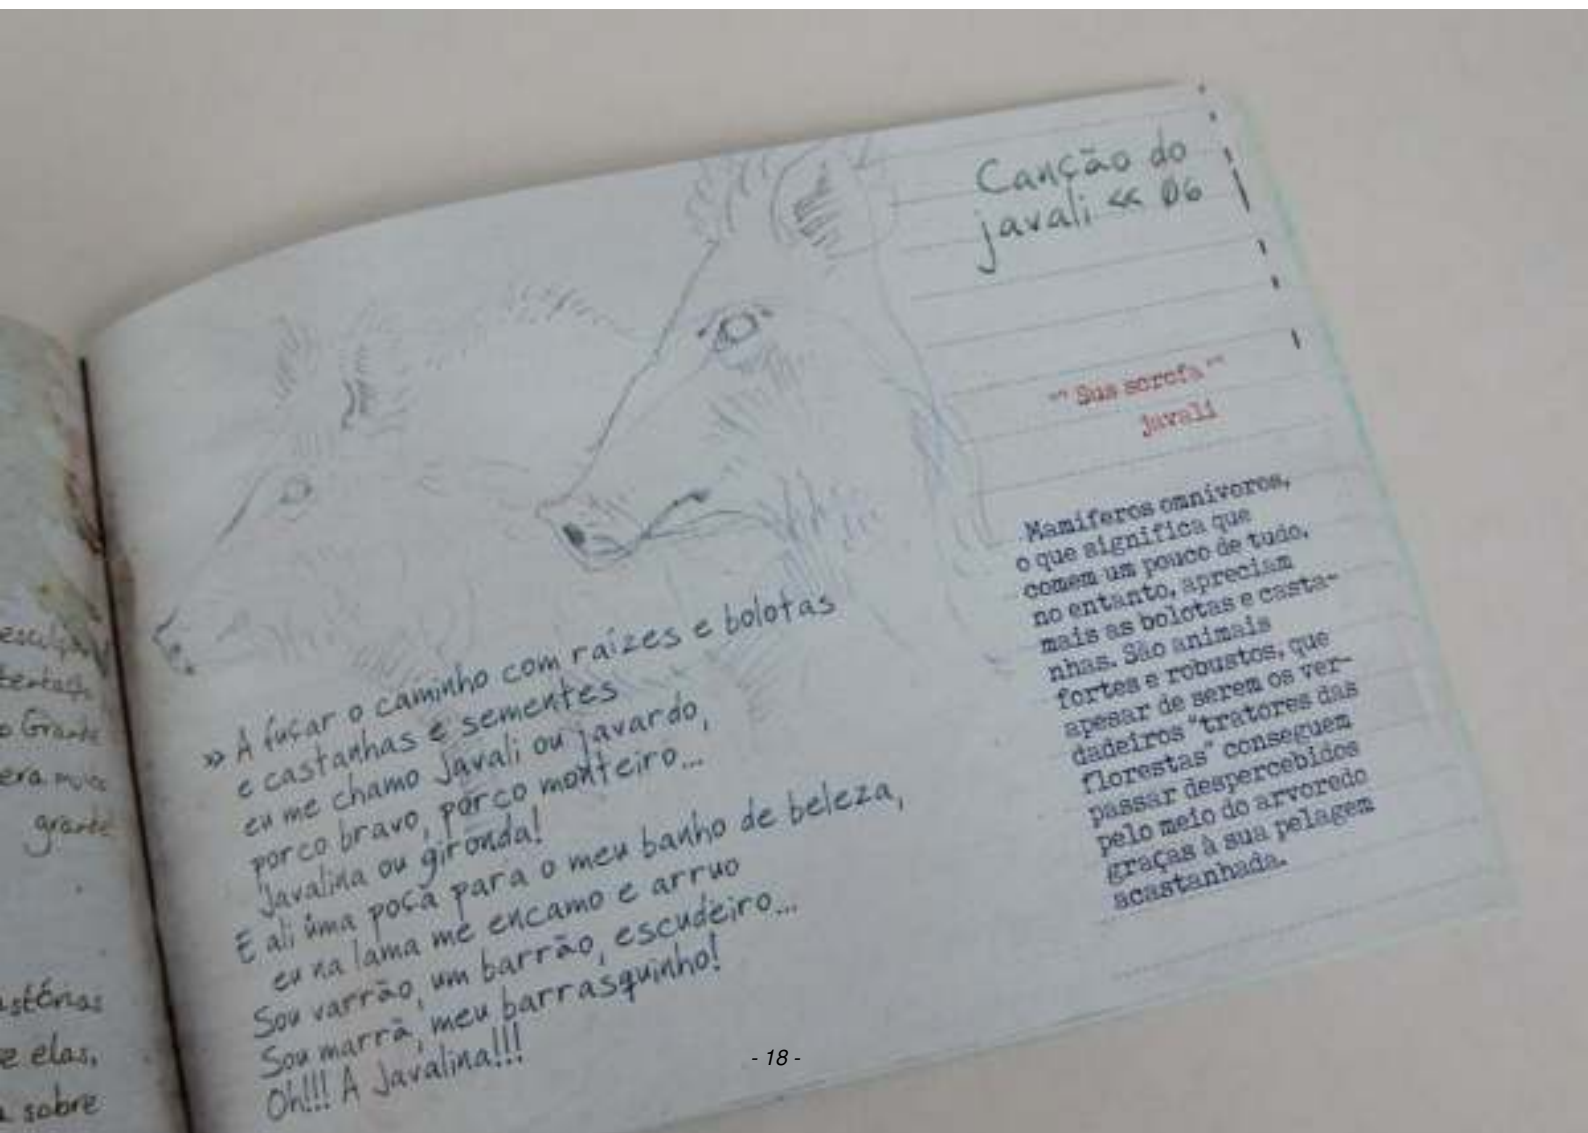 esculpir
o Grande
era muito
grande
e elas,
sobre
Canção do
javali << 06
"" Sus scrofa ""
javali
Mamíferos omnívoros,
o que significa que
comem um pouco de tudo,
no entanto, apreciam
mais as bolotas e casta-
nhas. São animais
fortes e robustos, que
apesar de serem os ver-
dadeiros "tratores das
florestas" conseguem
passar despercebidos
pelo meio do arvoredo
graças à sua pelagem
acastanhada.
>> A fuçar o caminho com raízes e bolotas
e castanhas e sementes
eu me chamo javali ou javardo,
porco bravo, porco monteiro...
Javalina ou gironda!
E ali uma poça para o meu banho de beleza,
eu na lama me encamo e arruo
Sou varrão, um barrão, escudeiro...
Sou marrã, meu barrasquinho!
Oh!!! A Javalina!!!
- 18 -